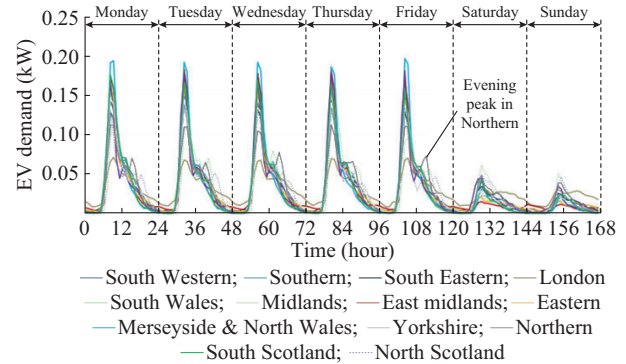 Monday Tuesday Wednesday Thursday Friday Saturday Sunday
0.25
0.20
0.15
0.10
0.05
EV demand (kW)
Evening
peak in
Northern
0 12 24 36 48 60 72 84 96 108 120 132 144 156 168
Time (hour)
South Western; Southern; South Eastern; London
South Wales; Midlands; East midlands; Eastern
Merseyside & North Wales; Yorkshire; Northern
South Scotland; North Scotland